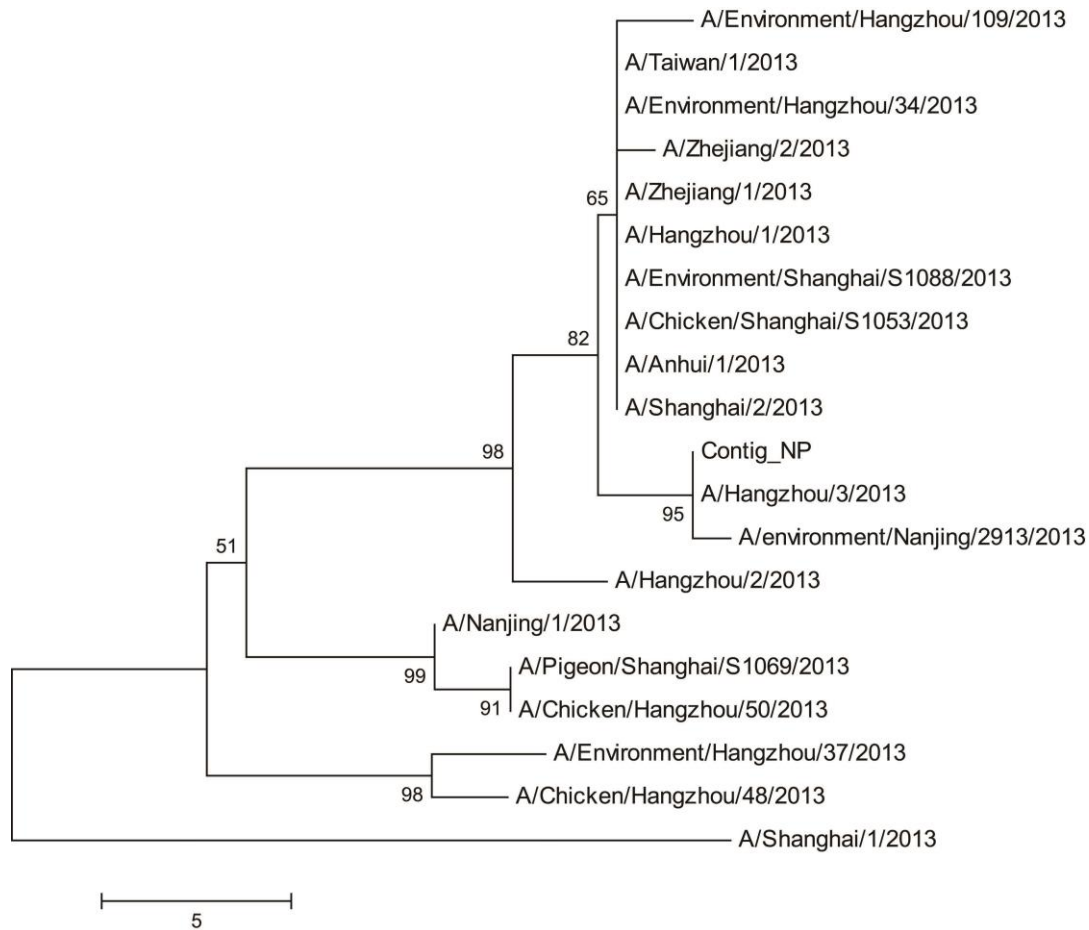 A/Environment/Hangzhou/109/2013
A/Taiwan/1/2013
A/Environment/Hangzhou/34/2013
A/Zhejiang/2/2013
A/Zhejiang/1/2013
65
A/Hangzhou/1/2013
A/Environment/Shanghai/S1088/2013
A/Chicken/Shanghai/S1053/2013
82
A/Anhui/1/2013
A/Shanghai/2/2013
98
Contig_NP
A/Hangzhou/3/2013
95
A/environment/Nanjing/2913/2013
51
A/Hangzhou/2/2013
A/Nanjing/1/2013
99
A/Pigeon/Shanghai/S1069/2013
91
A/Chicken/Hangzhou/50/2013
A/Environment/Hangzhou/37/2013
98
A/Chicken/Hangzhou/48/2013
A/Shanghai/1/2013
5